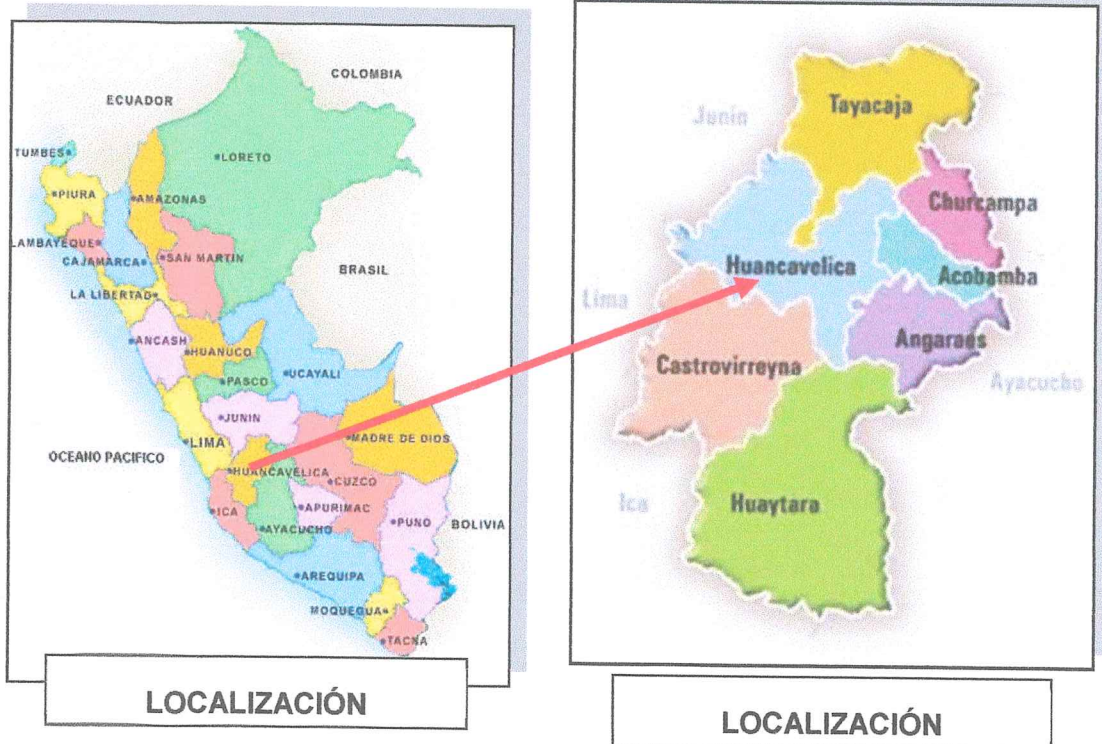 COLOMBIA
ECUADOR
TUMBES
LORETO
PIURA
AMAZONAS
LAMBAYEQUE
CAJAMARCA
SAN MARTIN
BRASIL
LA LIBERTAD
ANCASH
HUANUCO
UCAYALI
PASCO
JUNIN
LIMA
MADRE DE DIOS
OCEANO PACIFICO
HUANCAVELICA
CUZCO
ICA
APURIMAC
PUNO
BOLIVIA
AYACUCHO
AREQUIPA
MOQUEGUA
TACNA
LOCALIZACIÓN
Tayacaja
Junín
Churcampa
Huancavelica
Acobamba
Lima
Angaraes
Castrovirreyna
Ayacucho
Ica
Huaytara
LOCALIZACIÓN